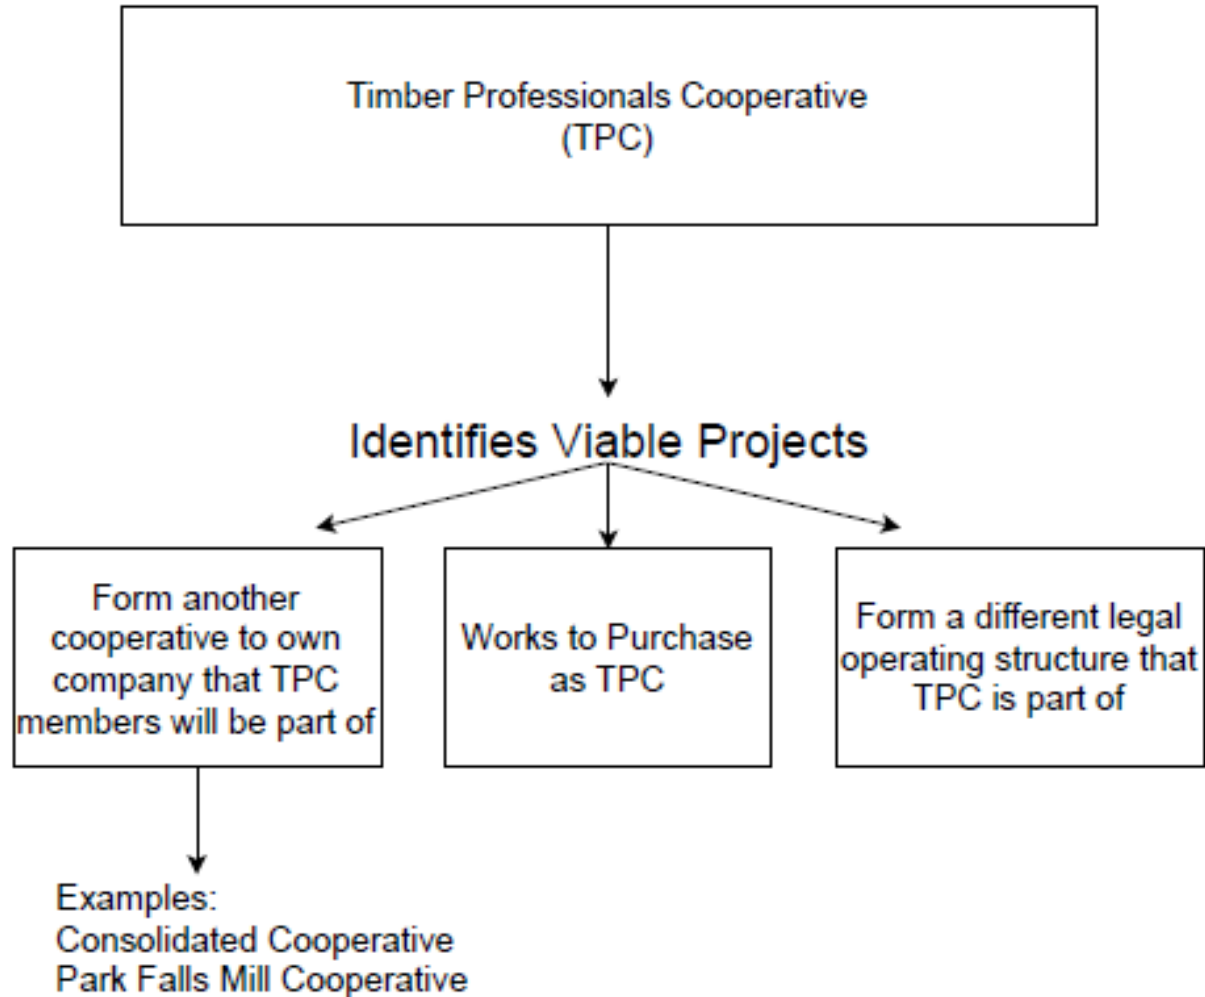 Timber Professionals Cooperative
(TPC)
Identifies Viable Projects
Form another
cooperative to own
company that TPC
members will be part of
Works to Purchase
as TPC
Form a different legal
operating structure that
TPC is part of
Examples:
Consolidated Cooperative
Park Falls Mill Cooperative